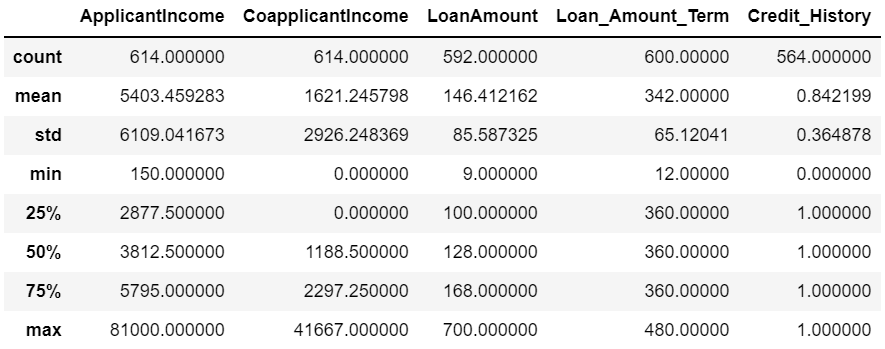 ApplicantIncome CoapplicantIncome LoanAmount Loan_Amount_Term Credit_History
count 614.000000 614.000000 592.000000 600.00000 564.000000
mean 5403.459283 1621.245798 146.412162 342.00000 0.842199
std 6109.041673 2926.248369 85.587325 65.12041 0.364878
min 150.000000 0.000000 9.000000 12.00000 0.000000
25% 2877.500000 0.000000 100.000000 360.00000 1.000000
50% 3812.500000 1188.500000 128.000000 360.00000 1.000000
75% 5795.000000 2297.250000 168.000000 360.00000 1.000000
max 81000.000000 41667.000000 700.000000 480.00000 1.000000